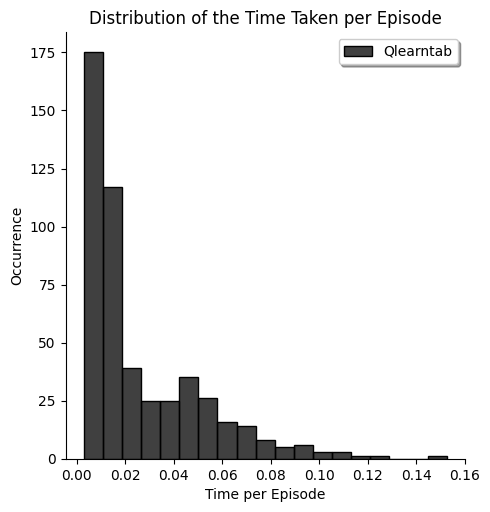 Distribution of the Time Taken per Episode
Qlearntab
175
150
125
100
75
50
25
0
Occurrence
0.00 0.02 0.04 0.06 0.08 0.10 0.12 0.14 0.16
Time per Episode